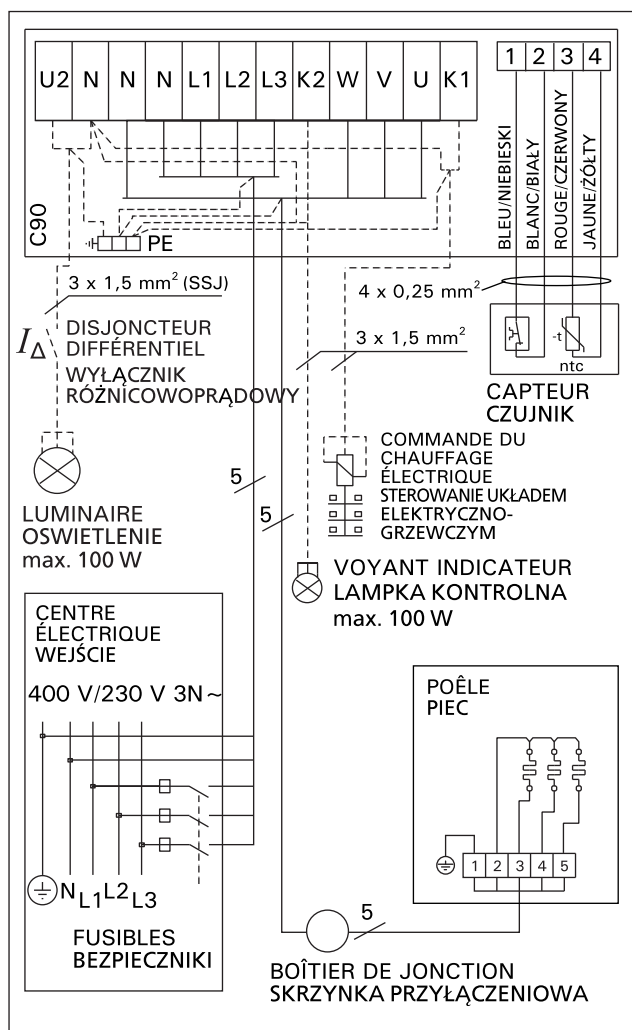 U2 N N N L1 L2 L3 K2 W V U K1
1 2 3 4
BLEU/NIEBIESKI
BLANC/BIAŁY
ROUGE/CZERWONY
JAUNE/ŻÓŁTY
C90
PE
3 x 1,5 mm² (SSJ)
4 x 0,25 mm²
IΔ
DISJONCTEUR
DIFFÉRENTIEL
WYŁĄCZNIK
RÓŻNICOWOPRĄDOWY
3 x 1,5 mm²
-t
ntc
CAPTEUR
CZUJNIK
COMMANDE DU
CHAUFFAGE
ÉLECTRIQUE
STEROWANIE UKŁADEM
ELEKTRYCZNO-
GRZEWCZYM
5
5
LUMINAIRE
OSWIETLENIE
max. 100 W
VOYANT INDICATEUR
LAMPKA KONTROLNA
max. 100 W
CENTRE
ÉLECTRIQUE
WEJŚCIE
400 V/230 V 3N ~
N L1 L2 L3
FUSIBLES
BEZPIECZNIKI
POÊLE
PIEC
1 2 3 4 5
5
BOÎTIER DE JONCTION
SKRZYNKA PRZYŁĄCZENIOWA